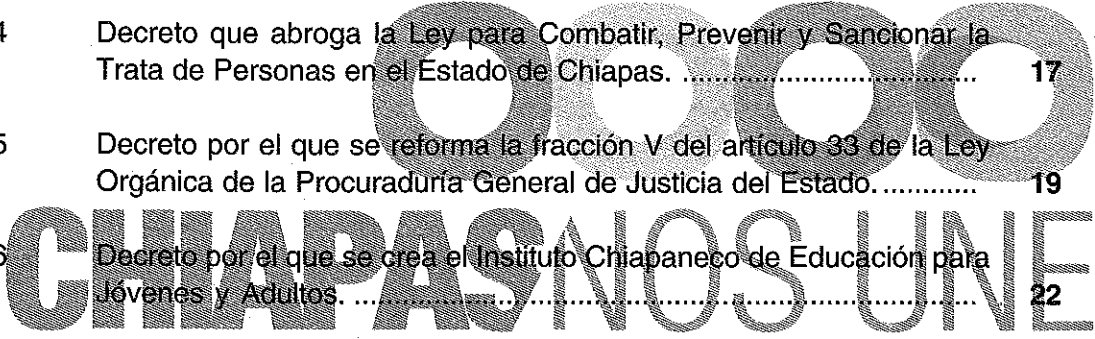 4 Decreto que abroga la Ley para Combatir, Prevenir y Sancionar la
Trata de Personas en el Estado de Chiapas. .............................. 17
5 Decreto por el que se reforma la fracción V del artículo 33 de la Ley
Orgánica de la Procuraduría General de Justicia del Estado. ............ 19
6 Decreto por el que se crea el Instituto Chiapaneco de Educación para
Jóvenes y Adultos. ............................................................... 22
CHIAPAS NOS UNE